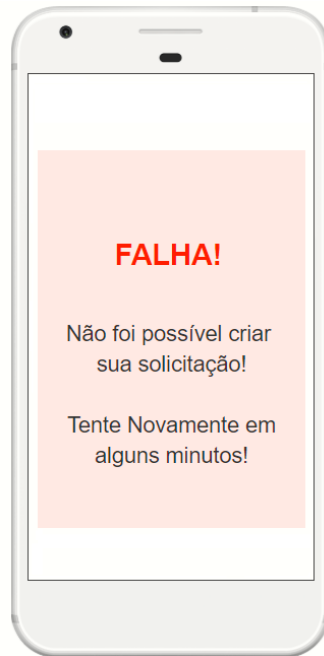 FALHA!
Não foi possível criar
sua solicitação!
Tente Novamente em
alguns minutos!